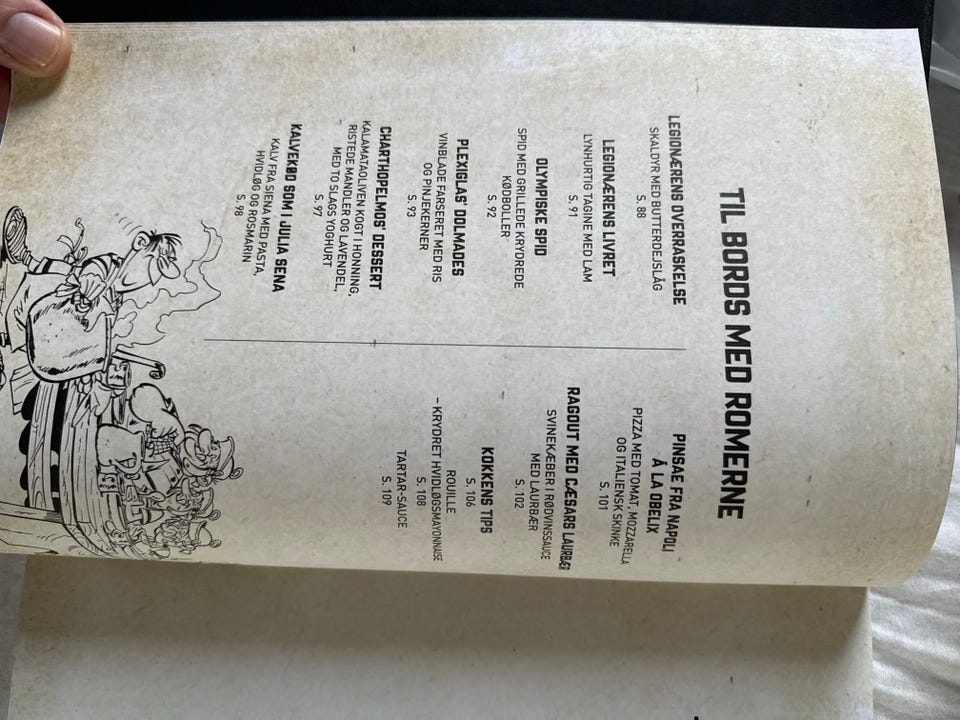 TIL BORDS MED ROMERNE
LEGIONÆRENS OVERRASKELSE
SKALDYR MED BUTTERDEJSLÅG
S. 88
LEGIONÆRENS LIVRET
LYNHURTIG TAGINE MED LAM
S. 91
OLYMPISKE SPID
SPID MED GRILLEDE KRYDREDE
KØDBOLLER
S. 92
PLEXIGLAS' DOLMADES
VINBLADE FARSERET MED RIS
OG PINJEKERNER
S. 93
CHARTHOPELMOS' DESSERT
KALAMATAOLIVEN KOGT I HONNING,
RISTEDE MANDLER OG LAVENDEL,
MED TO SLAGS YOGHURT
S. 97
KALVEKØD SOM I JULIA SENA
KALV FRA SIENA MED PASTA,
HVIDLØG OG ROSMARIN
S. 98
PINSAE FRA NAPOLI
Á LA OBELIX
PIZZA MED TOMAT, MOZZARELLA
OG ITALIENSK SKINKE
S. 101
RAGOUT MED CÆSARS LAURBÆR
SVINEKÆBER I RØDVINSSAUCE
MED LAURBÆR
S. 102
KOKKENS TIPS
S. 106
ROUILLE
– KRYDRET HVIDLØGSMAYONNAISE
S. 108
TARTAR-SAUCE
S. 109